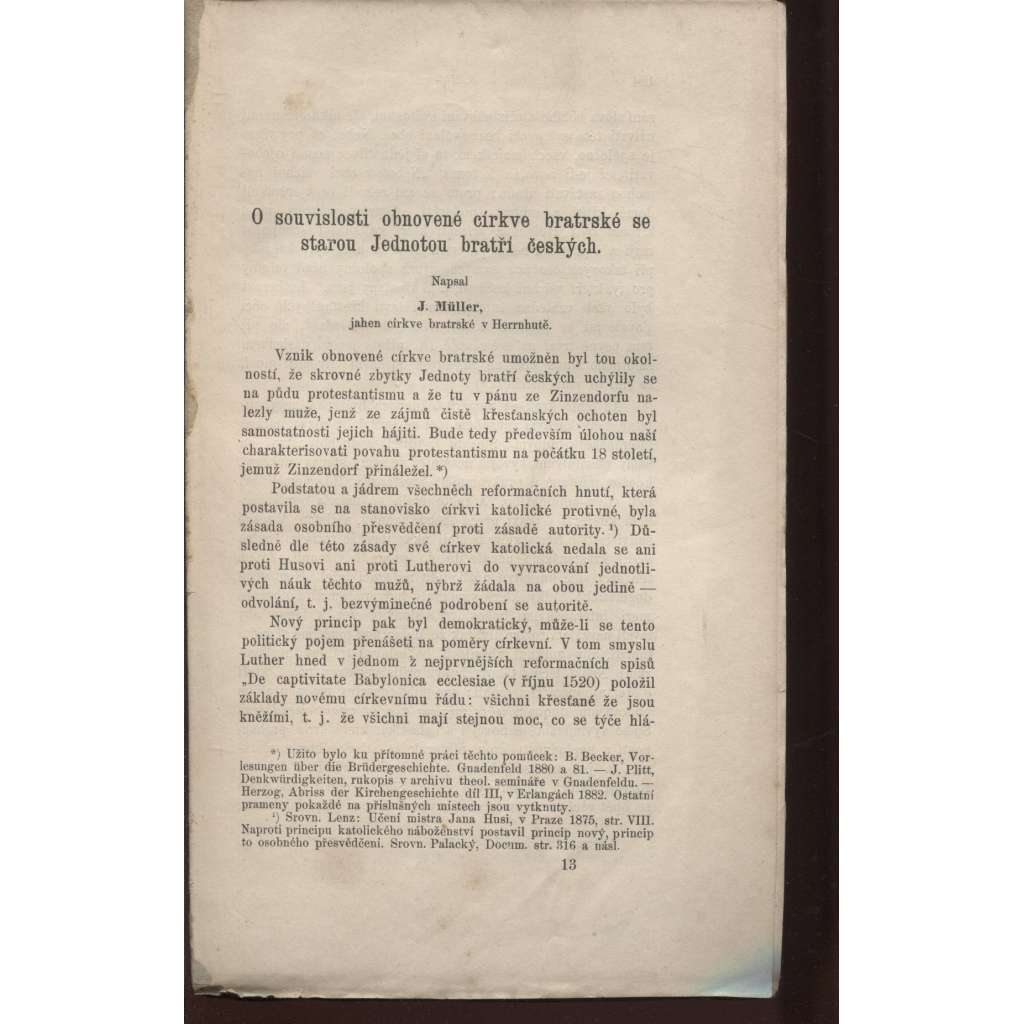 O souvislosti obnovené církve bratrské se
starou Jednotou bratří českých.
Napsal
J. Müller,
jahen církve bratrské v Herrnhutě.
Vznik obnovené církve bratrské umožněn byl tou okol-
ností, že skrovné zbytky Jednoty bratří českých uchýlily se
na půdu protestantismu a že tu v pánu ze Zinzendorfu na-
lezly muže, jenž ze zájmů čistě křesťanských ochoten byl
samostatnosti jejich hájiti. Bude tedy především úlohou naší
charakterisovati povahu protestantismu na počátku 18 století,
jemuž Zinzendorf přináležel.*)
Podstatou a jádrem všechněch reformačních hnutí, která
postavila se na stanovisko církvi katolické protivné, byla
zásada osobního přesvědčení proti zásadě autority.¹) Dů-
sledně dle této zásady své církev katolická nedala se ani
proti Husovi ani proti Lutherovi do vyvracování jednotli-
vých náuk těchto mužů, nýbrž žádala na obou jedině —
odvolání, t. j. bezvýminečné podrobení se autoritě.
Nový princip pak byl demokratický, může-li se tento
politický pojem přenášeti na poměry církevní. V tom smyslu
Luther hned v jednom z nejprvnějších reformačních spisů
„De captivitate Babylonica ecclesiae (v říjnu 1520) položil
základy novému církevnímu řádu: všichni křesťané že jsou
kněžími, t. j. že všichni mají stejnou moc, co se týče hlá-
*) Užito bylo ku přítomné práci těchto pomůcek: B. Becker, Vor-
lesungen über die Brüdergeschichte. Gnadenfeld 1880 a 81. — J. Plitt,
Denkwürdigkeiten, rukopis v archivu theol. semináře v Gnadenfeldu. —
Herzog, Abriss der Kirchengeschichte díl III, v Erlangách 1882. Ostatní
prameny pokaždé na příslušných místech jsou vytknuty.
¹) Srovn. Lenz: Učení mistra Jana Husi, v Praze 1875, str. VIII.
Naproti principu katolického náboženství postavil princip nový, princip
to osobného přesvědčení. Srovn. Palacký, Docum. str. 316 a násl.
13